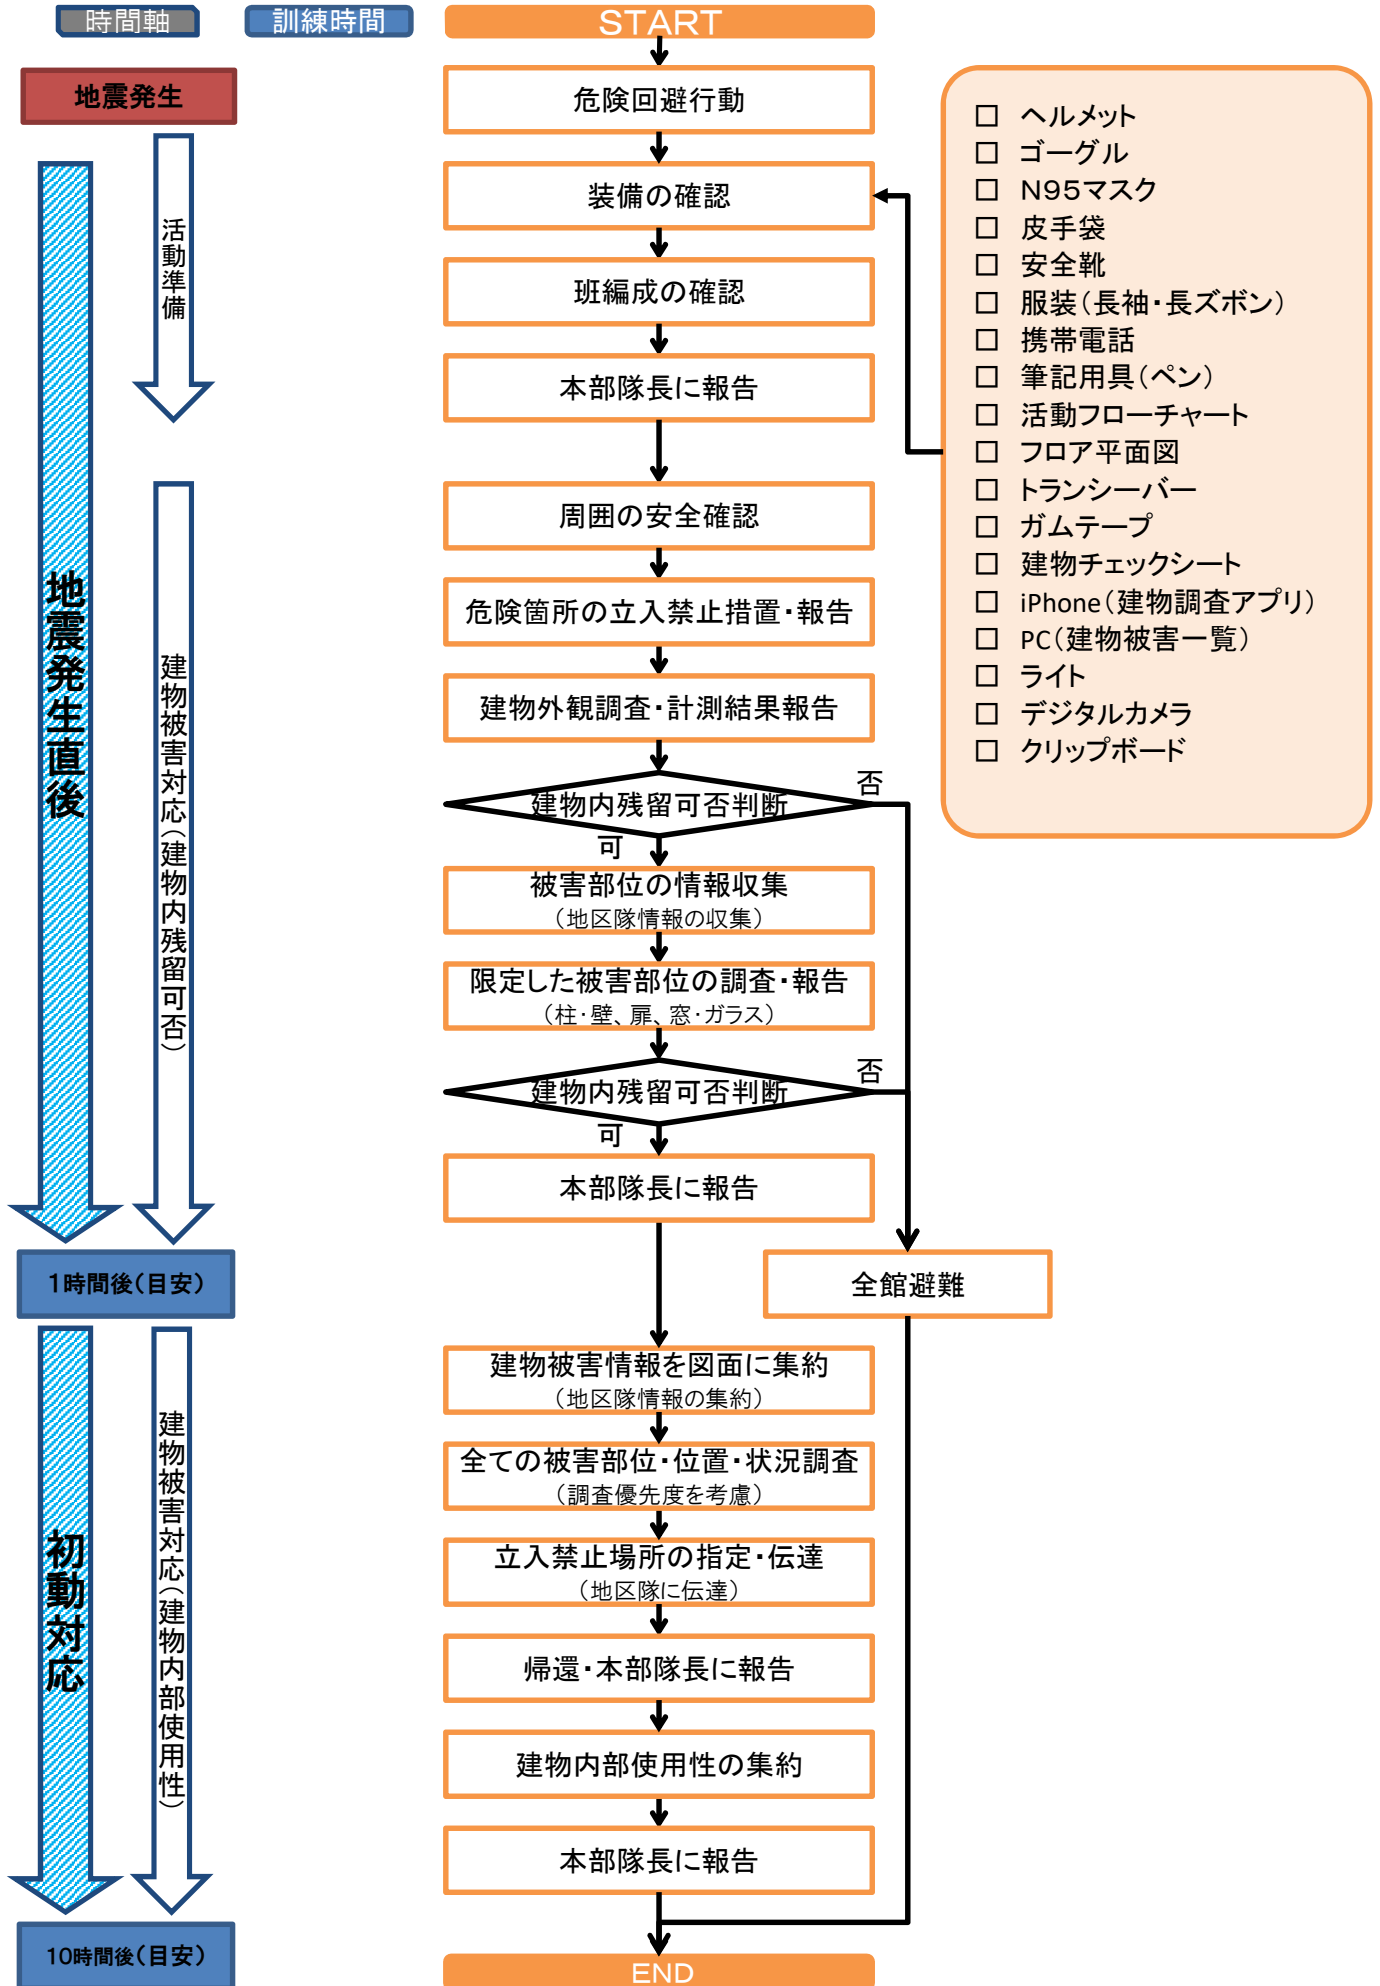 時間軸
訓練時間
START
地震発生
危険回避行動
装備の確認
班編成の確認
本部隊長に報告
周囲の安全確認
危険箇所の立入禁止措置・報告
建物外観調査・計測結果報告
建物内残留可否判断
否
可
被害部位の情報収集
（地区隊情報の収集）
限定した被害部位の調査・報告
（柱・壁、扉、窓・ガラス）
建物内残留可否判断
否
可
本部隊長に報告
全館避難
建物被害情報を図面に集約
（地区隊情報の集約）
全ての被害部位・位置・状況調査
（調査優先度を考慮）
立入禁止場所の指定・伝達
（地区隊に伝達）
帰還・本部隊長に報告
建物内部使用性の集約
本部隊長に報告
END
□ ヘルメット
□ ゴーグル
□ N95マスク
□ 皮手袋
□ 安全靴
□ 服装（長袖・長ズボン）
□ 携帯電話
□ 筆記用具（ペン）
□ 活動フローチャート
□ フロア平面図
□ トランシーバー
□ ガムテープ
□ 建物チェックシート
□ iPhone（建物調査アプリ）
□ PC（建物被害一覧）
□ ライト
□ デジタルカメラ
□ クリップボード
地震発生直後
活動準備
建物被害対応（建物内残留可否）
1時間後（目安）
初動対応
建物被害対応（建物内部使用性）
10時間後（目安）